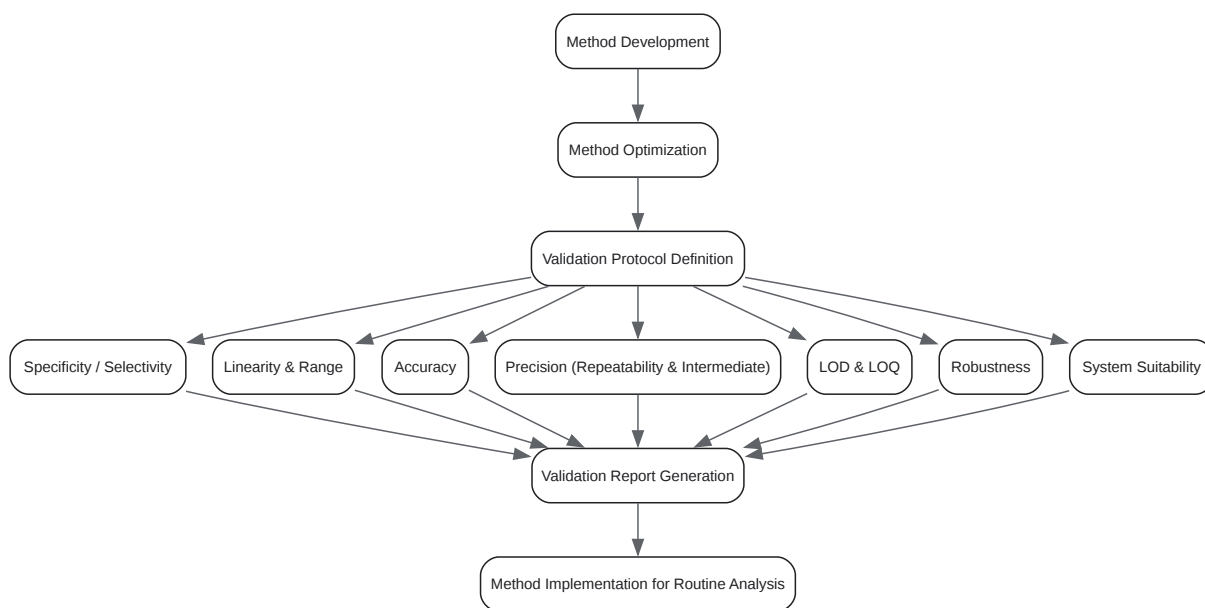 Method Development
Method Optimization
Validation Protocol Definition
Specificity / Selectivity
Linearity & Range
Accuracy
Precision (Repeatability & Intermediate)
LOD & LOQ
Robustness
System Suitability
Validation Report Generation
Method Implementation for Routine Analysis